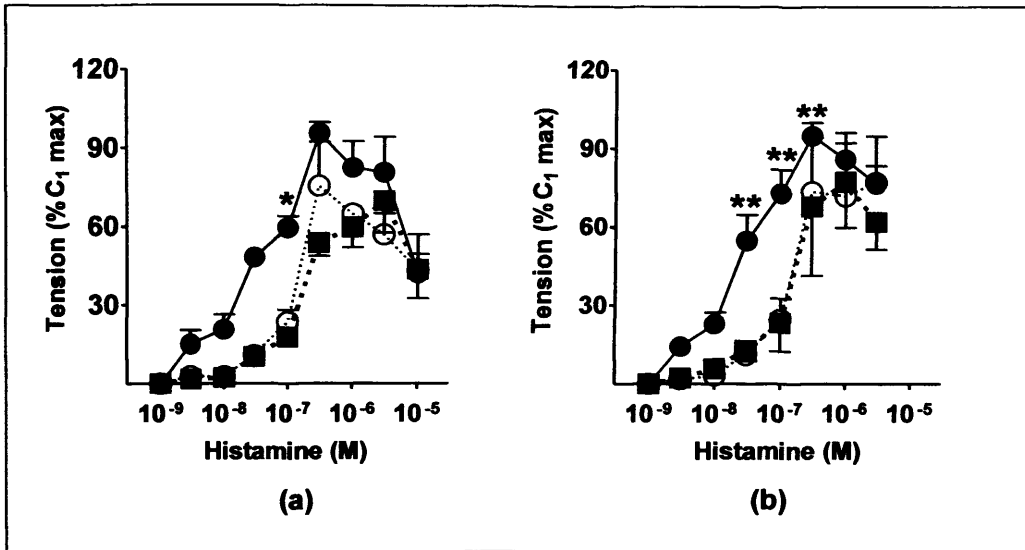 120
90
60
30
Tension (% C₁ max)
*
10⁻⁹ 10⁻⁸ 10⁻⁷ 10⁻⁶ 10⁻⁵
Histamine (M)
(a)
120
90
60
30
Tension (% C₁ max)
** ** **
10⁻⁹ 10⁻⁸ 10⁻⁷ 10⁻⁶ 10⁻⁵
Histamine (M)
(b)